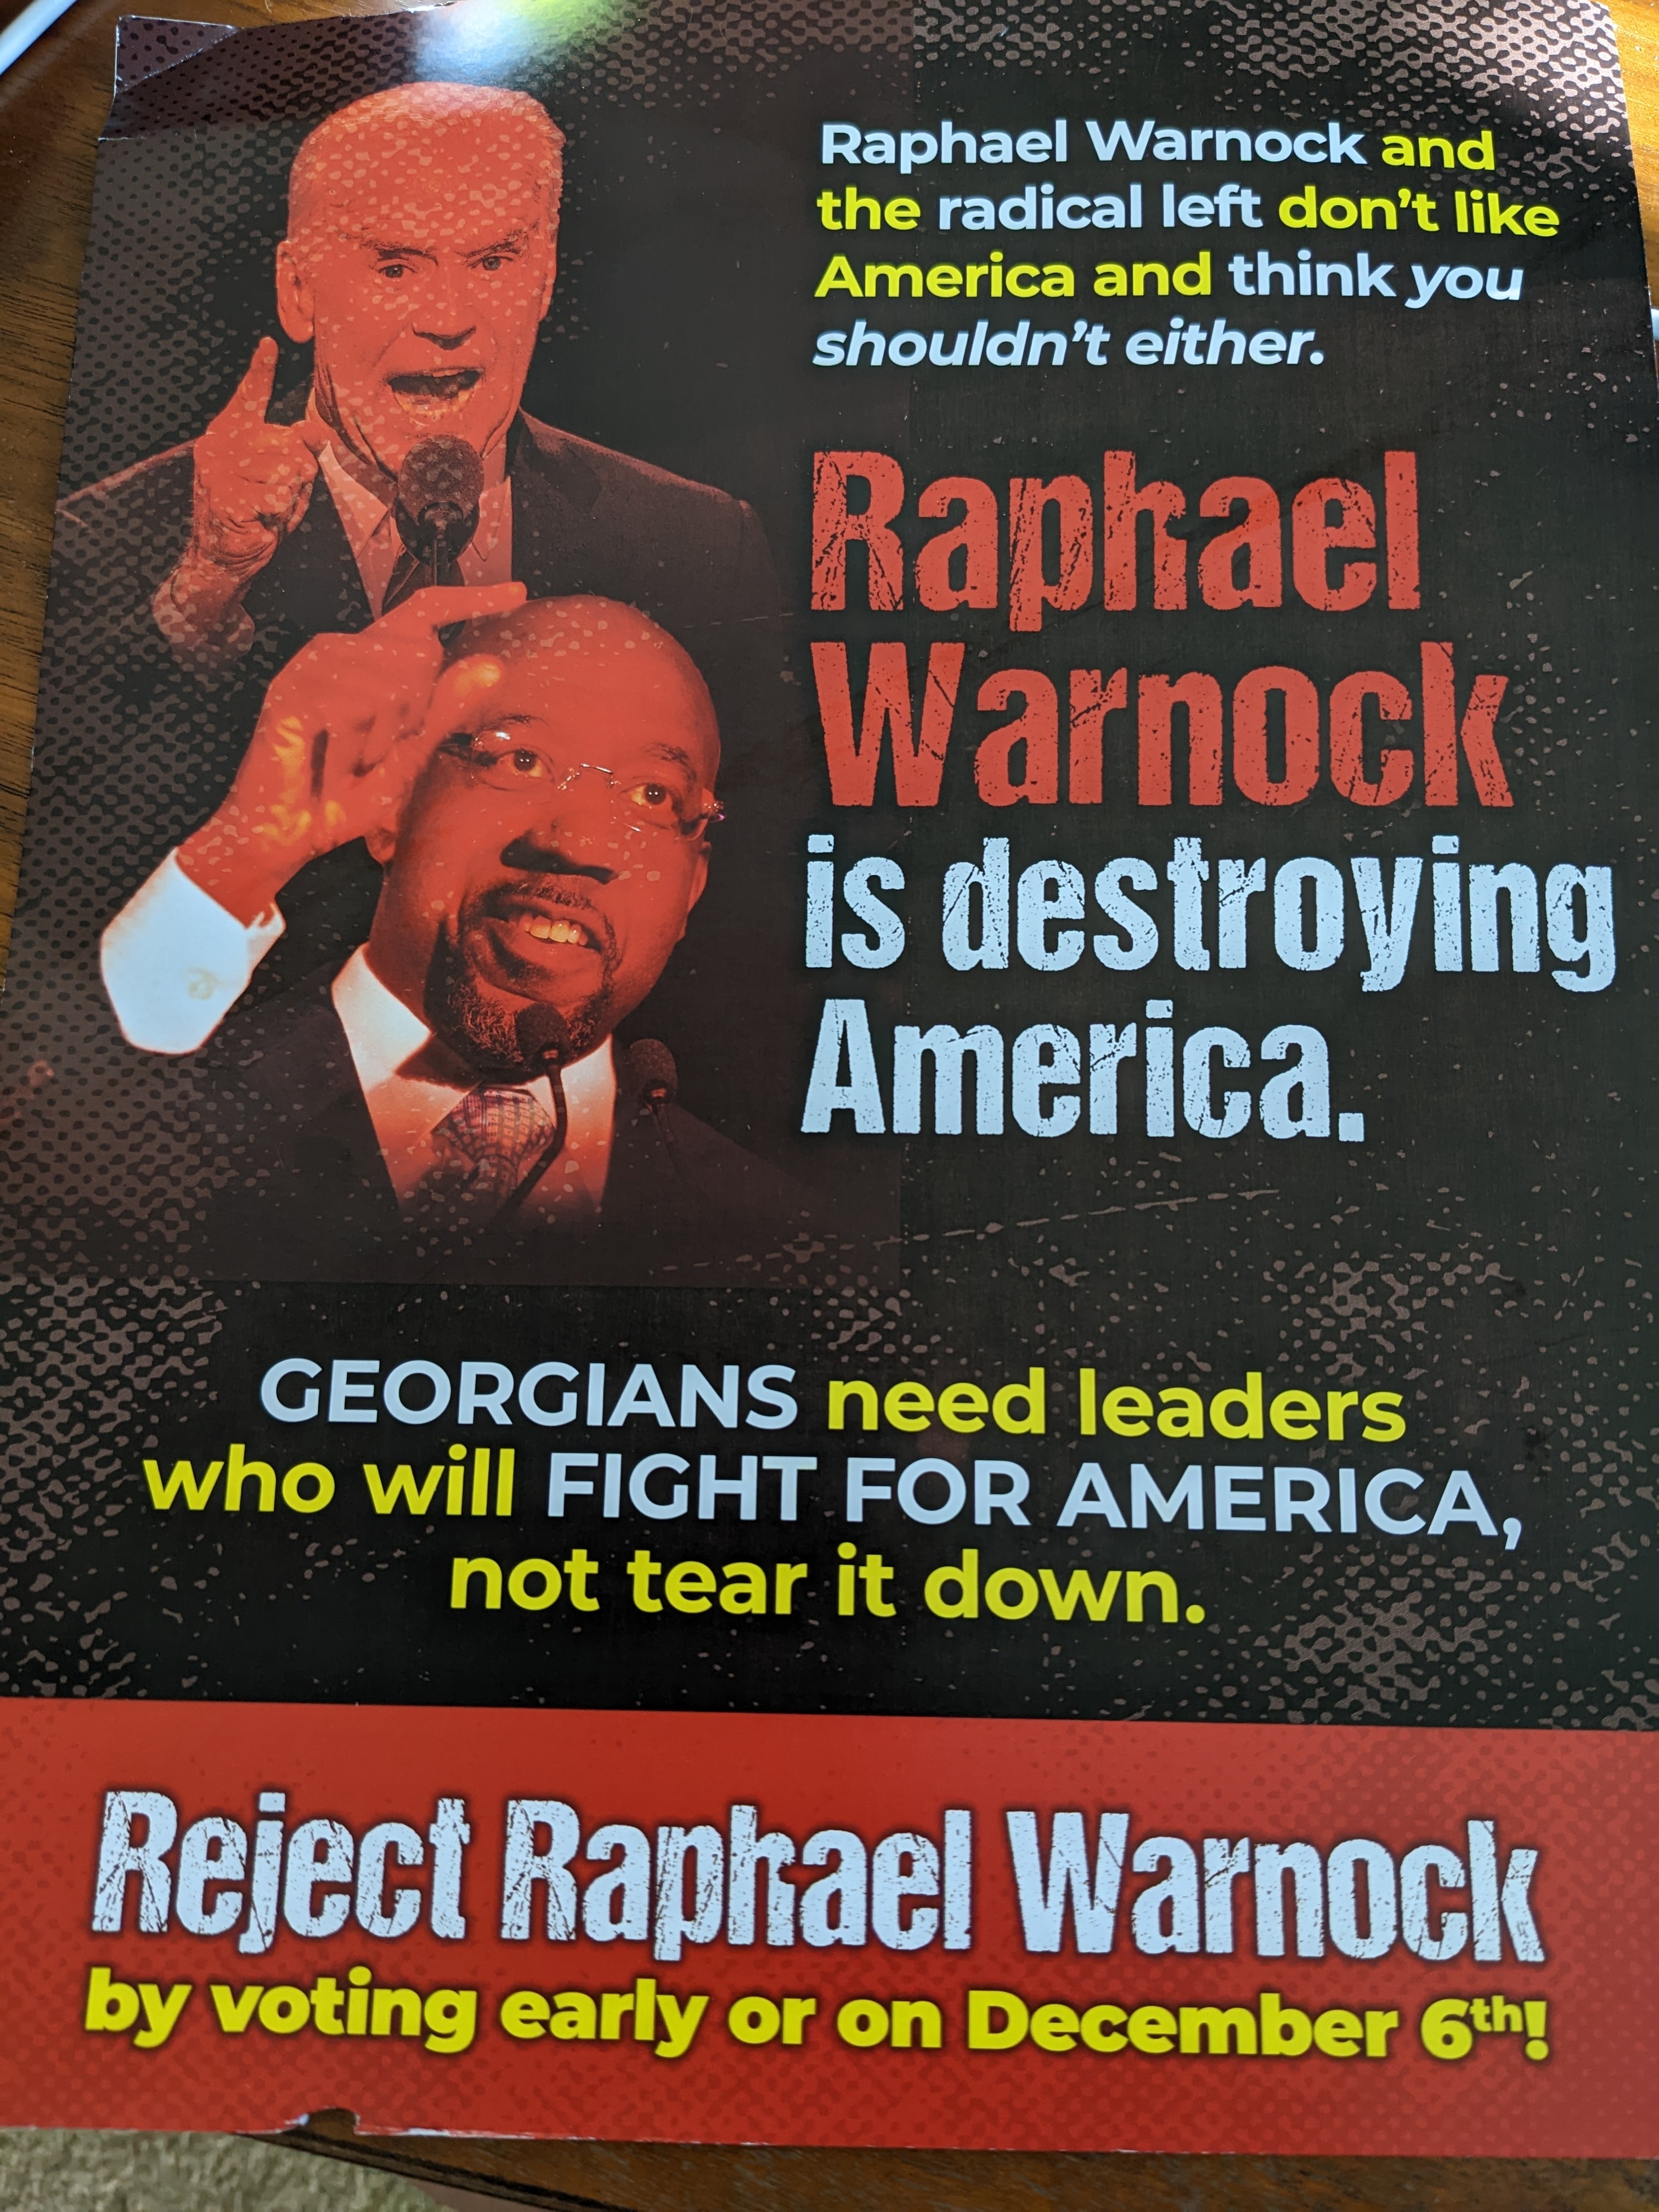 Raphael Warnock and
the radical left don't like
America and think you
shouldn't either.
Raphael
Warnock
is destroying
America.
GEORGIANS need leaders
who will FIGHT FOR AMERICA,
not tear it down.
Reject Raphael Warnock
by voting early or on December 6th!